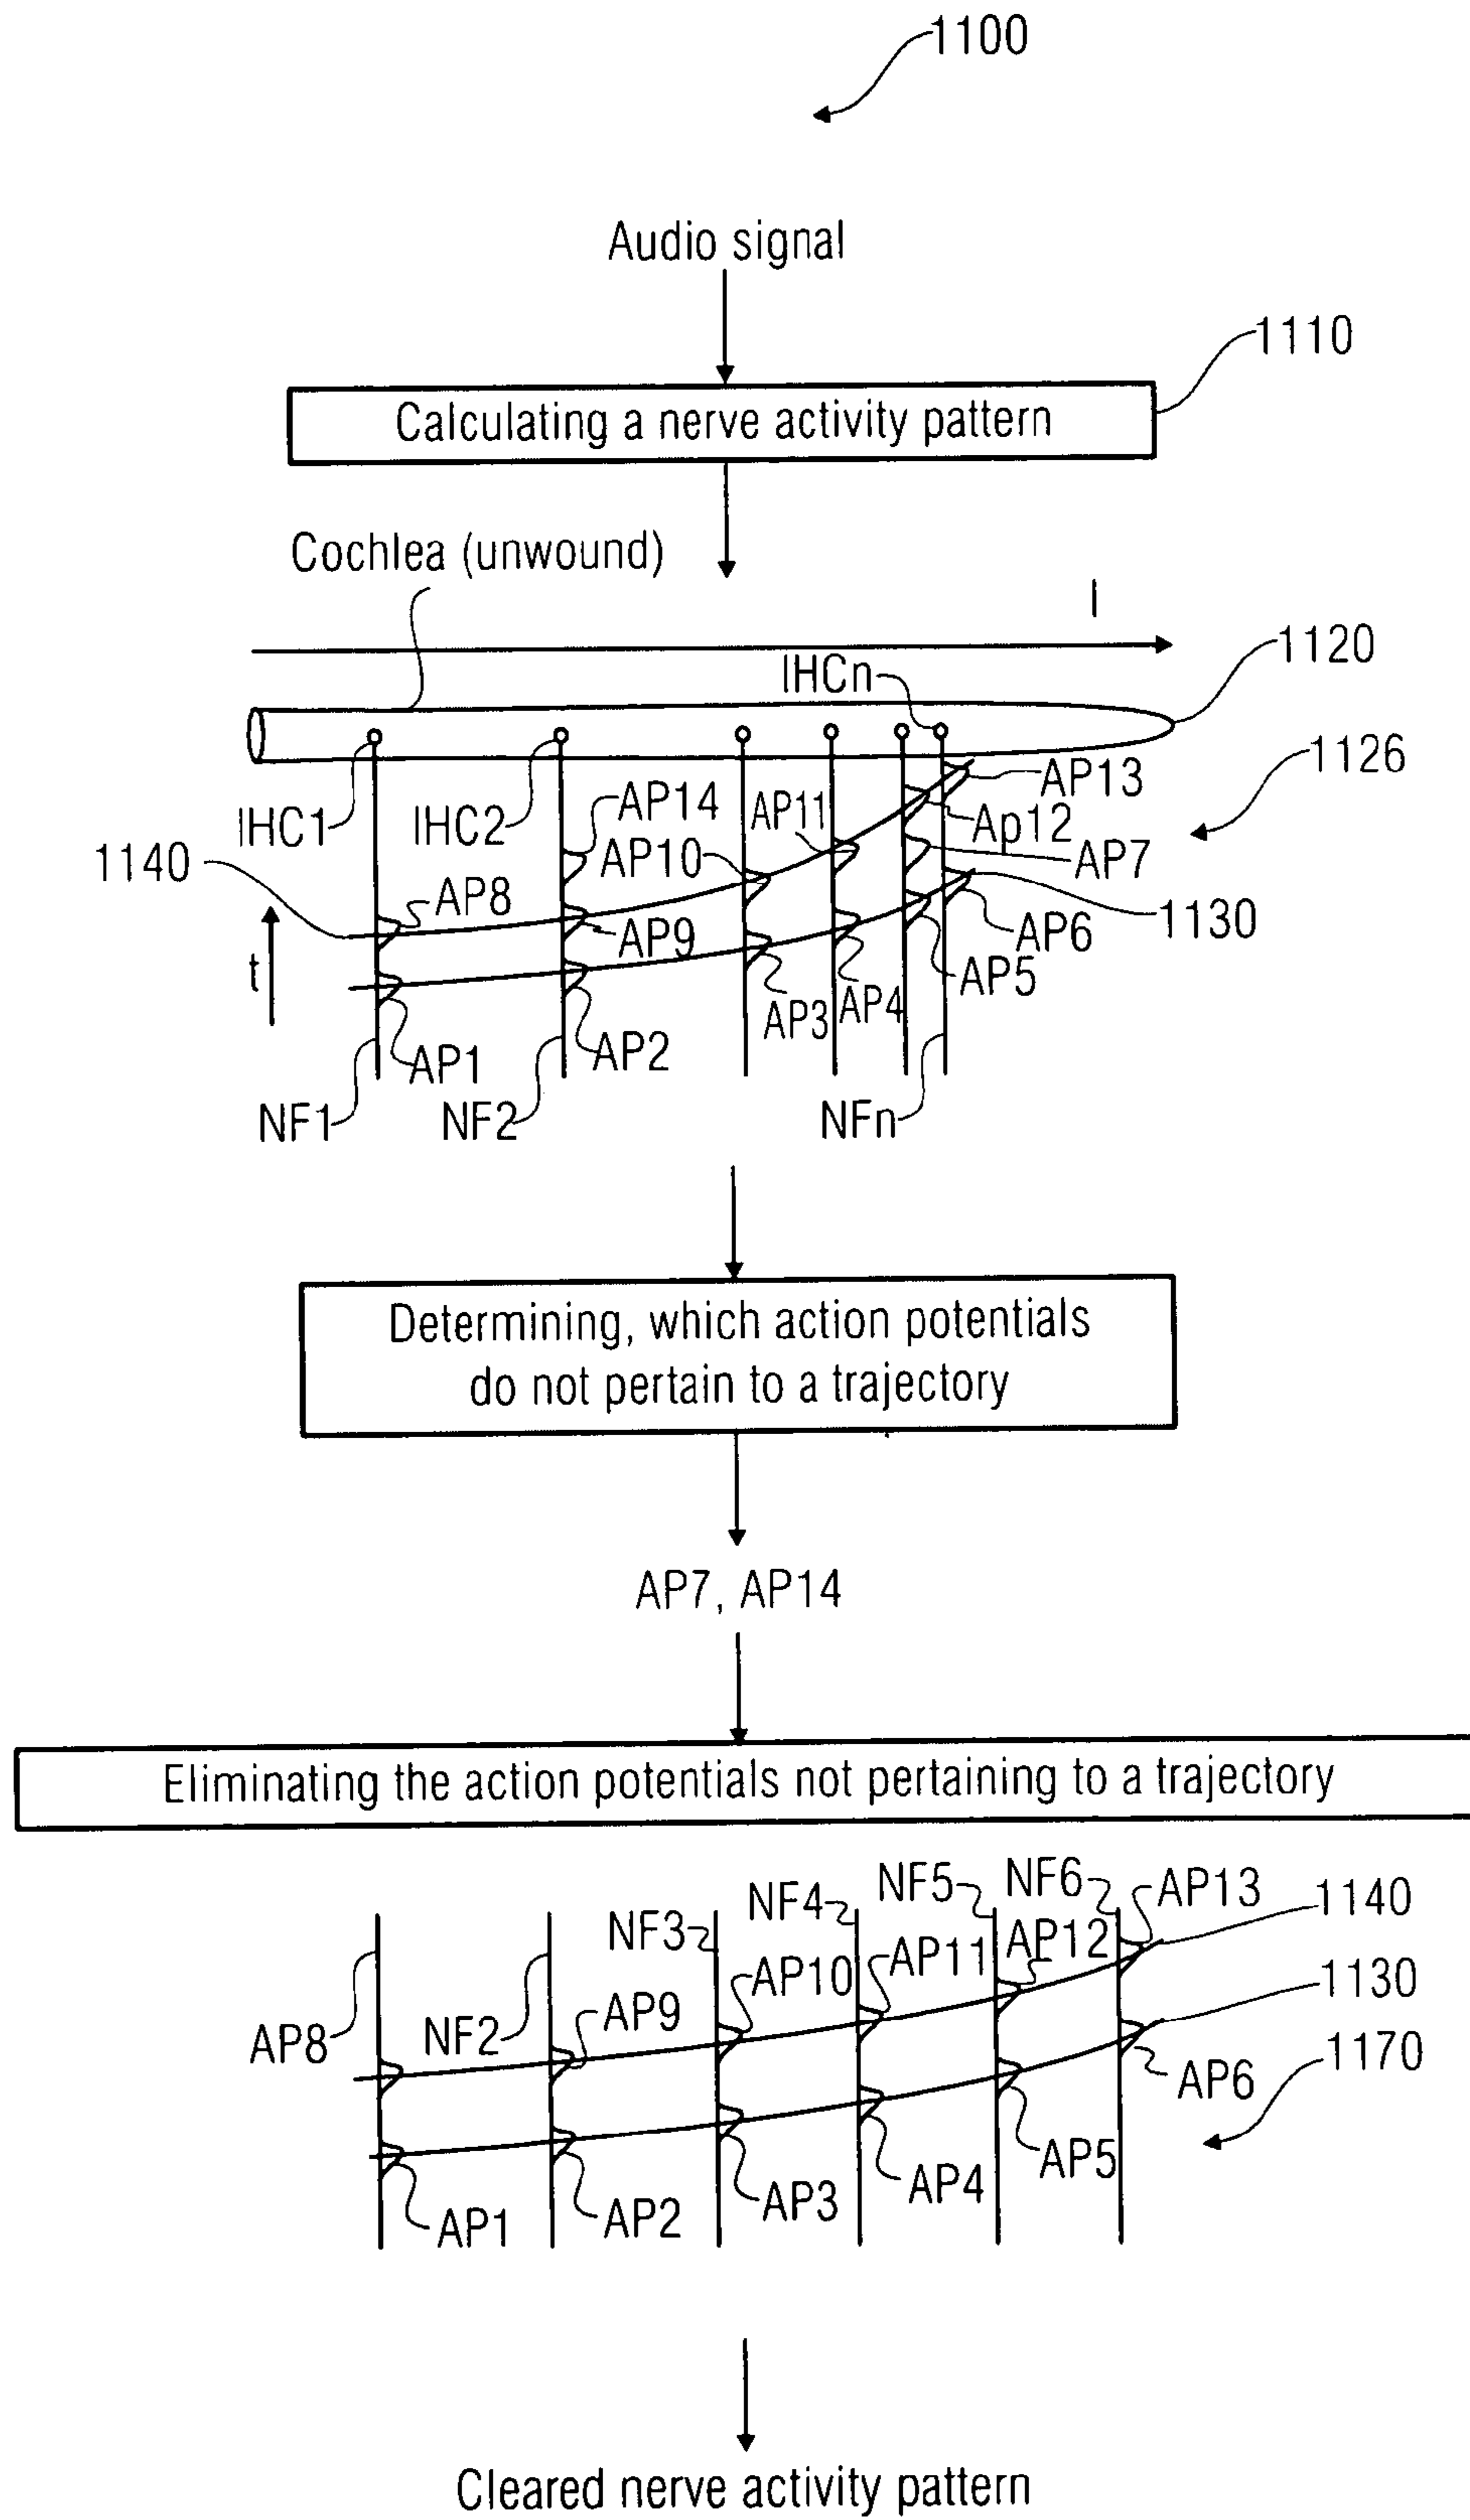 1100
Audio signal
1110
Calculating a nerve activity pattern
Cochlea (unwound)
l
1120
IHCn
1126
AP13
IHC1
IHC2
AP14
AP11
Ap12
1140
AP10
AP7
AP8
AP9
1130
AP6
t
AP5
AP3
AP4
AP1
AP2
NF1
NF2
NFn
Determining, which action potentials
do not pertain to a trajectory
AP7, AP14
Eliminating the action potentials not pertaining to a trajectory
NF3
NF4
NF5
NF6
AP13
1140
AP10
AP11
AP12
1130
AP8
NF2
AP9
1170
AP6
AP5
AP4
AP3
AP2
AP1
Cleared nerve activity pattern